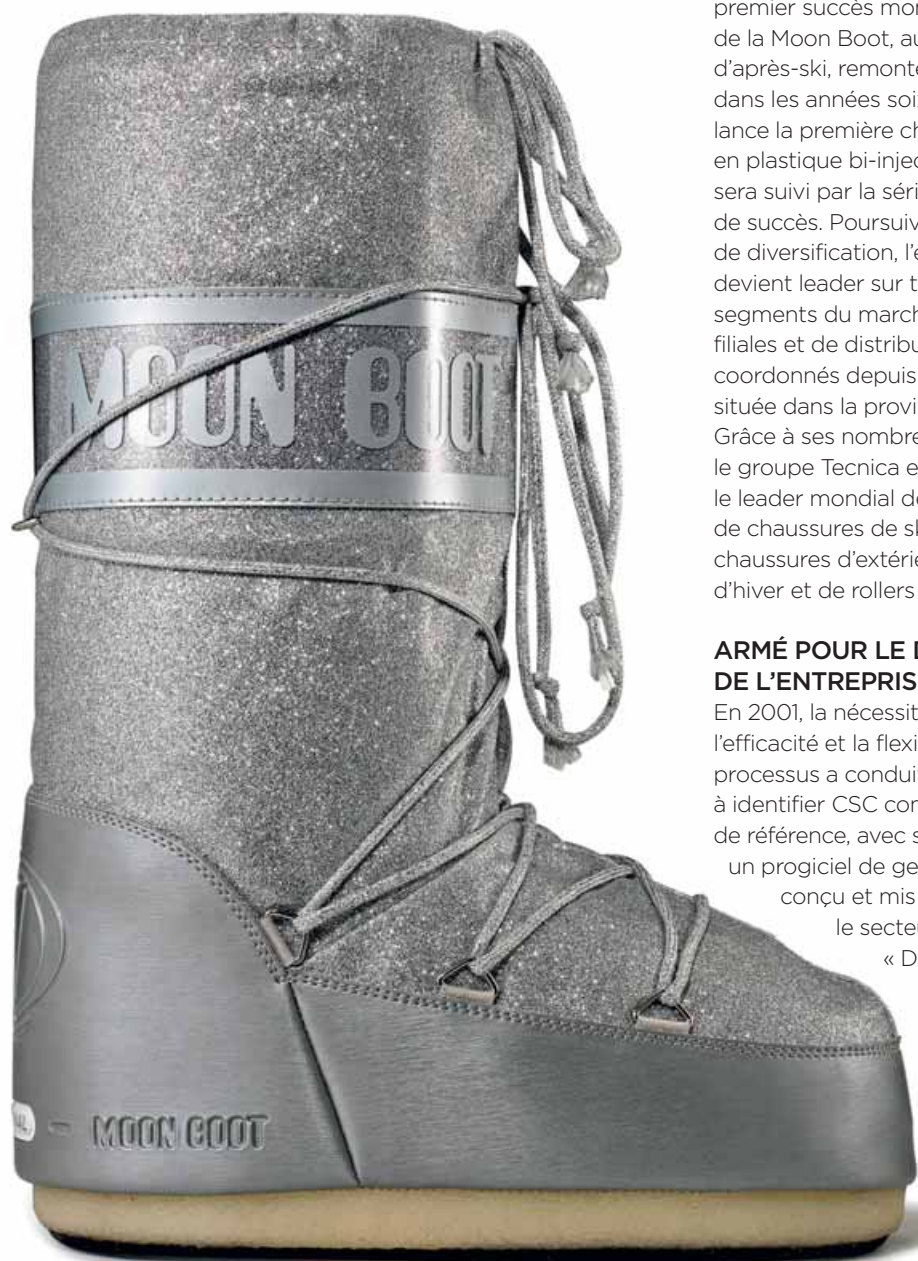 MOON BOOT
MOON BOOT
premier succès mon
de la Moon Boot, au
d'après-ski, remonte
dans les années soix
lance la première ch
en plastique bi-injec
sera suivi par la séri
de succès. Poursuiv
de diversification, l'e
devient leader sur t
segments du march
filiales et de distribu
coordonnés depuis
située dans la provi
Grâce à ses nombre
le groupe Tecnica e
le leader mondial de
de chaussures de sk
chaussures d'extérie
d'hiver et de rollers
ARMÉ POUR LE D
DE L'ENTREPRIS
En 2001, la nécessit
l'efficacité et la flexi
processus a conduit
à identifier CSC com
de référence, avec s
un progiciel de ge
conçu et mis
le secteu
« D